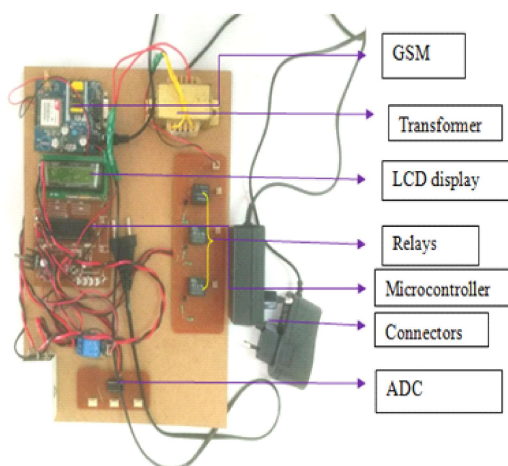 GSM
Transformer
LCD display
Relays
Microcontroller
Connectors
ADC